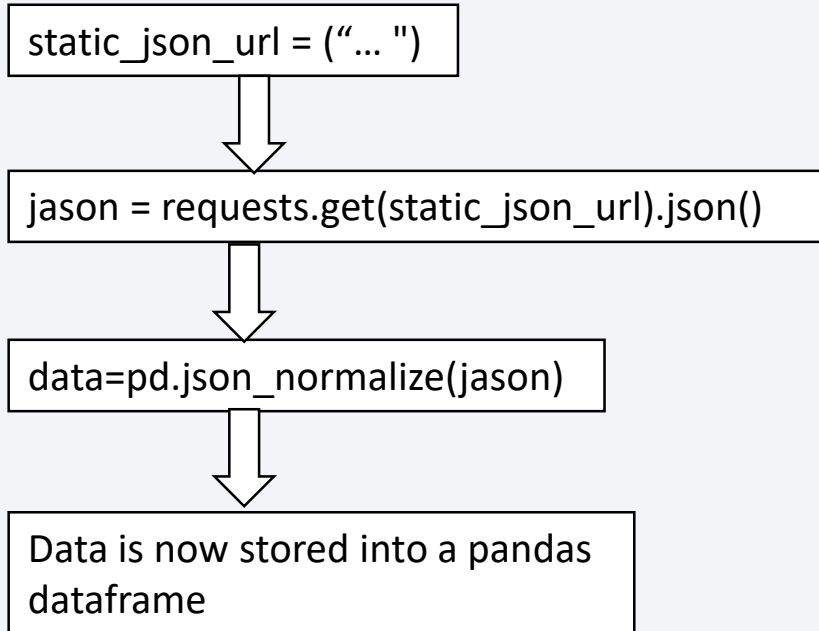 static_json_url = (“… ")
jason = requests.get(static_json_url).json()
data=pd.json_normalize(jason)
Data is now stored into a pandas
dataframe